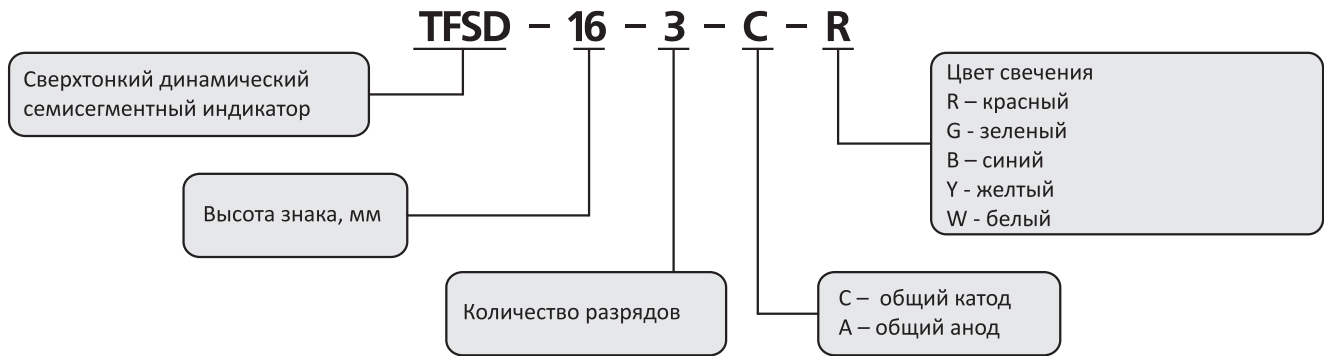 TFSD – 16 – 3 – C – R
Сверхтонкий динамический
семисегментный индикатор
Высота знака, мм
Количество разрядов
C – общий катод
A – общий анод
Цвет свечения
R – красный
G - зеленый
B – синий
Y - желтый
W - белый